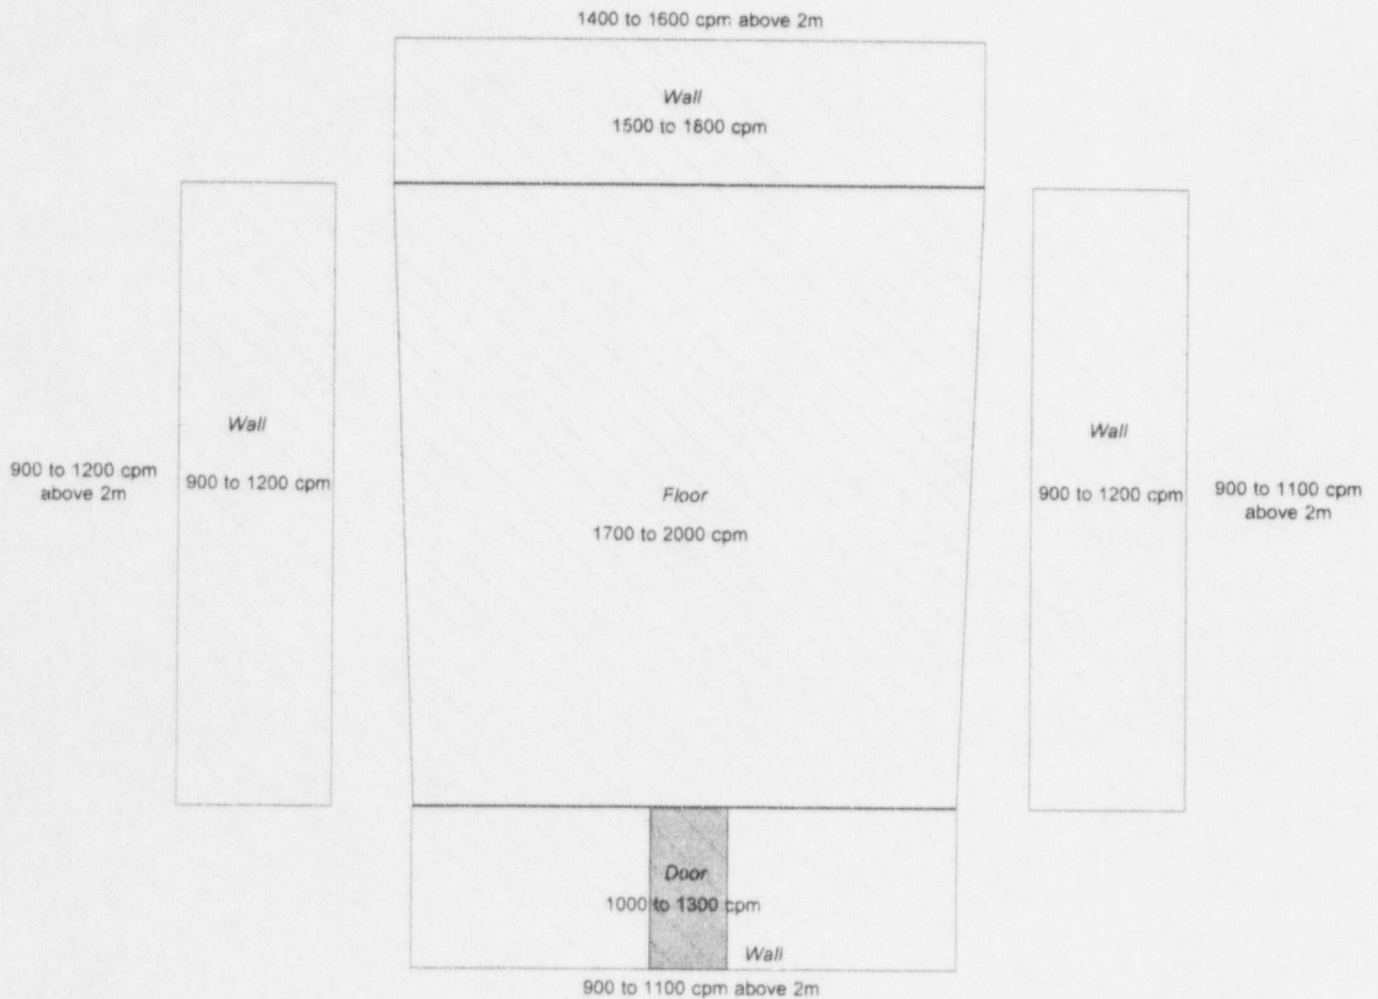 1400 to 1600 cpm above 2m
Wall
1500 to 1800 cpm
Wall
900 to 1200 cpm
above 2m
900 to 1200 cpm
Floor
1700 to 2000 cpm
Wall
900 to 1200 cpm
900 to 1100 cpm
above 2m
Door
1000 to 1300 cpm
Wall
900 to 1100 cpm above 2m